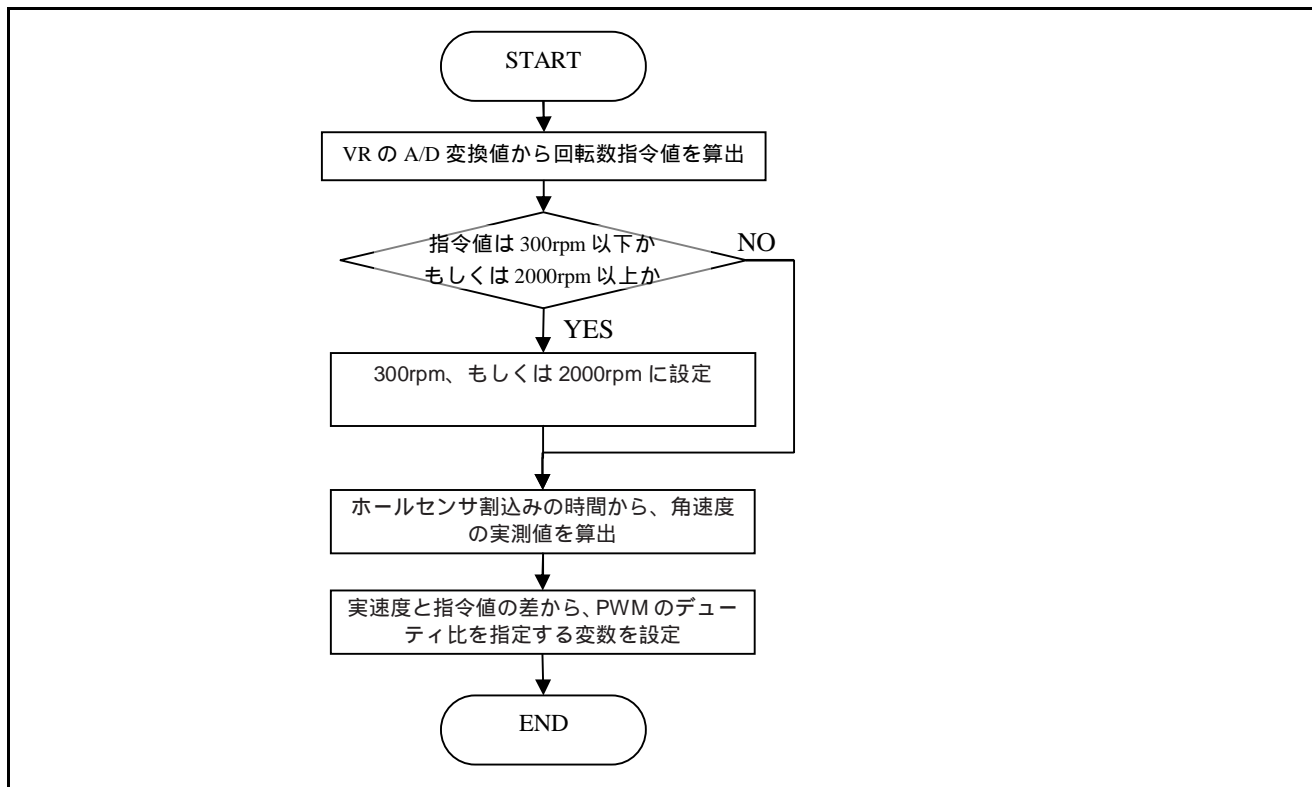 START
VR の A/D 変換値から回転数指令値を算出
指令値は 300rpm 以下か
もしくは 2000rpm 以上か
NO
YES
300rpm、もしくは 2000rpm に設定
ホールセンサ割込みの時間から、角速度
の実測値を算出
実速度と指令値の差から、PWM のデュー
ティ比を指定する変数を設定
END